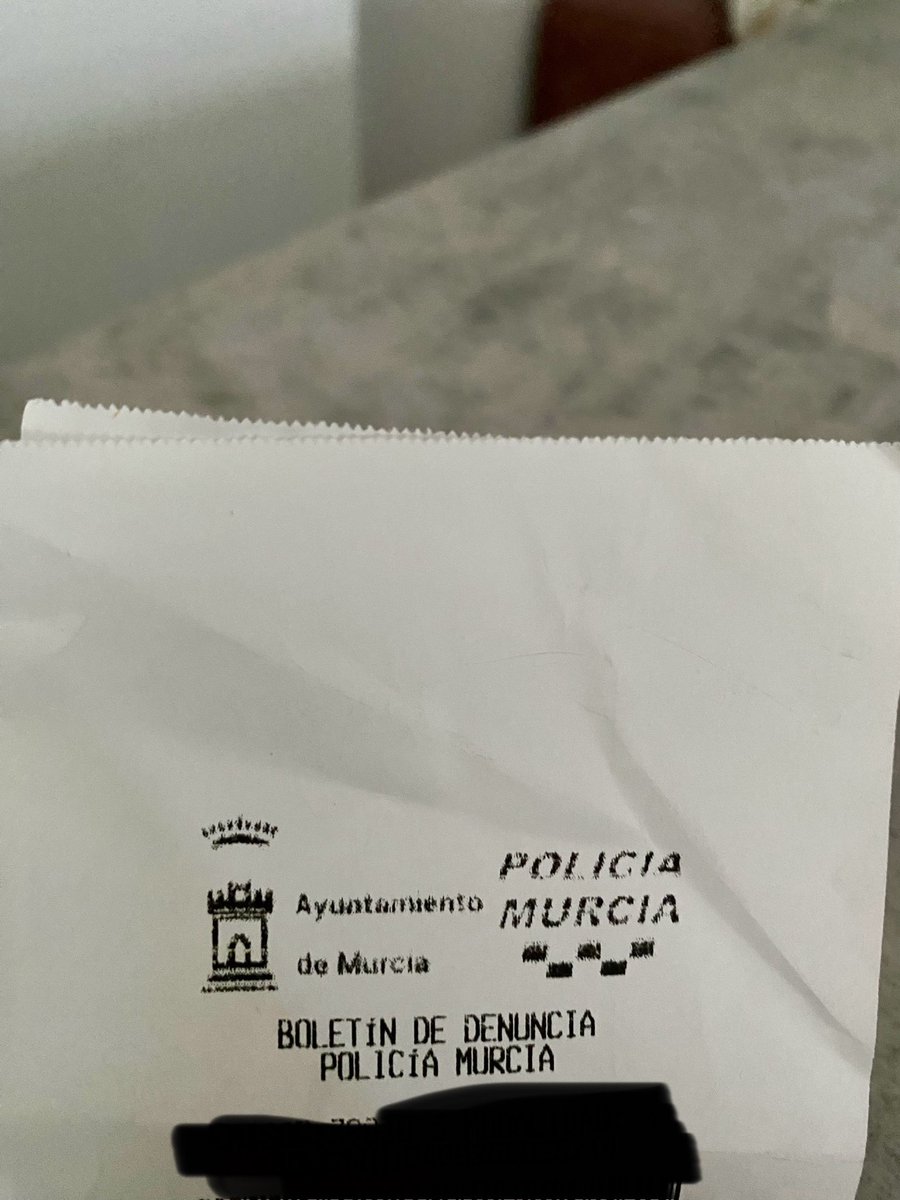 Ayuntamiento
de Murcia
POLICIA
MURCIA
BOLETíN DE DENUNCIA
POLICíA MURCIA